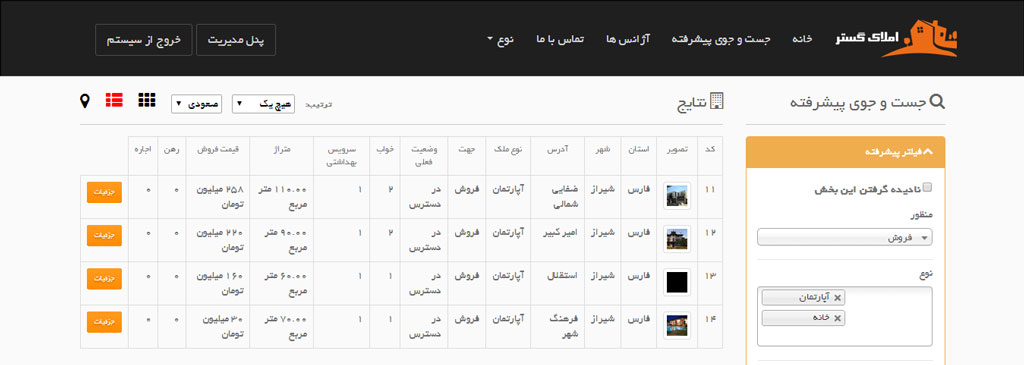 املاک گستر
خانه
جست و جوی پیشرفته
آژانس ها
تماس با ما
نوع
پنل مدیریت
خروج از سیستم
جست و جوی پیشرفته
نتایج
ترتیب:
هیچ یک
صعودی
فیلتر پیشرفته
نادیده گرفتن این بخش
منظور
فروش
نوع
آپارتمان
خانه
کد تصویر استان شهر آدرس نوع ملک جهت وضعیت فعلی خواب سرویس بهداشتی متراژ قیمت فروش رهن اجاره
۱۱ فارس شیراز صفایی شمالی آپارتمان فروش در دسترس ۲ ۱ ۱۱۰.۰۰ متر مربع ۲۵۸ میلیون تومان ۰ ۰ جزئیات
۱۲ فارس شیراز امیر کبیر آپارتمان فروش در دسترس ۲ ۱ ۹۰.۰۰ متر مربع ۲۲۰ میلیون تومان ۰ ۰ جزئیات
۱۳ فارس شیراز استقلال آپارتمان فروش در دسترس ۱ ۱ ۶۰.۰۰ متر مربع ۱۶۰ میلیون تومان ۰ ۰ جزئیات
۱۴ فارس شیراز فرهنگ شهر آپارتمان فروش در دسترس ۱ ۱ ۷۰.۰۰ متر مربع ۳۰ میلیون تومان ۰ ۰ جزئیات